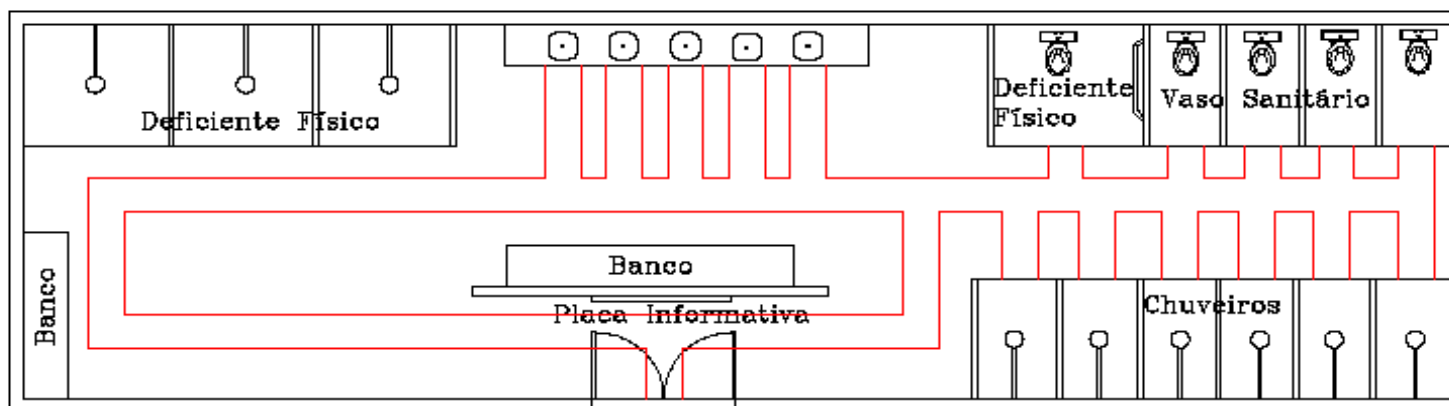 Deficiente Físico
Deficiente
Físico
Vaso Sanitário
Banco
Banco
Placa Informativa
Chuveiros